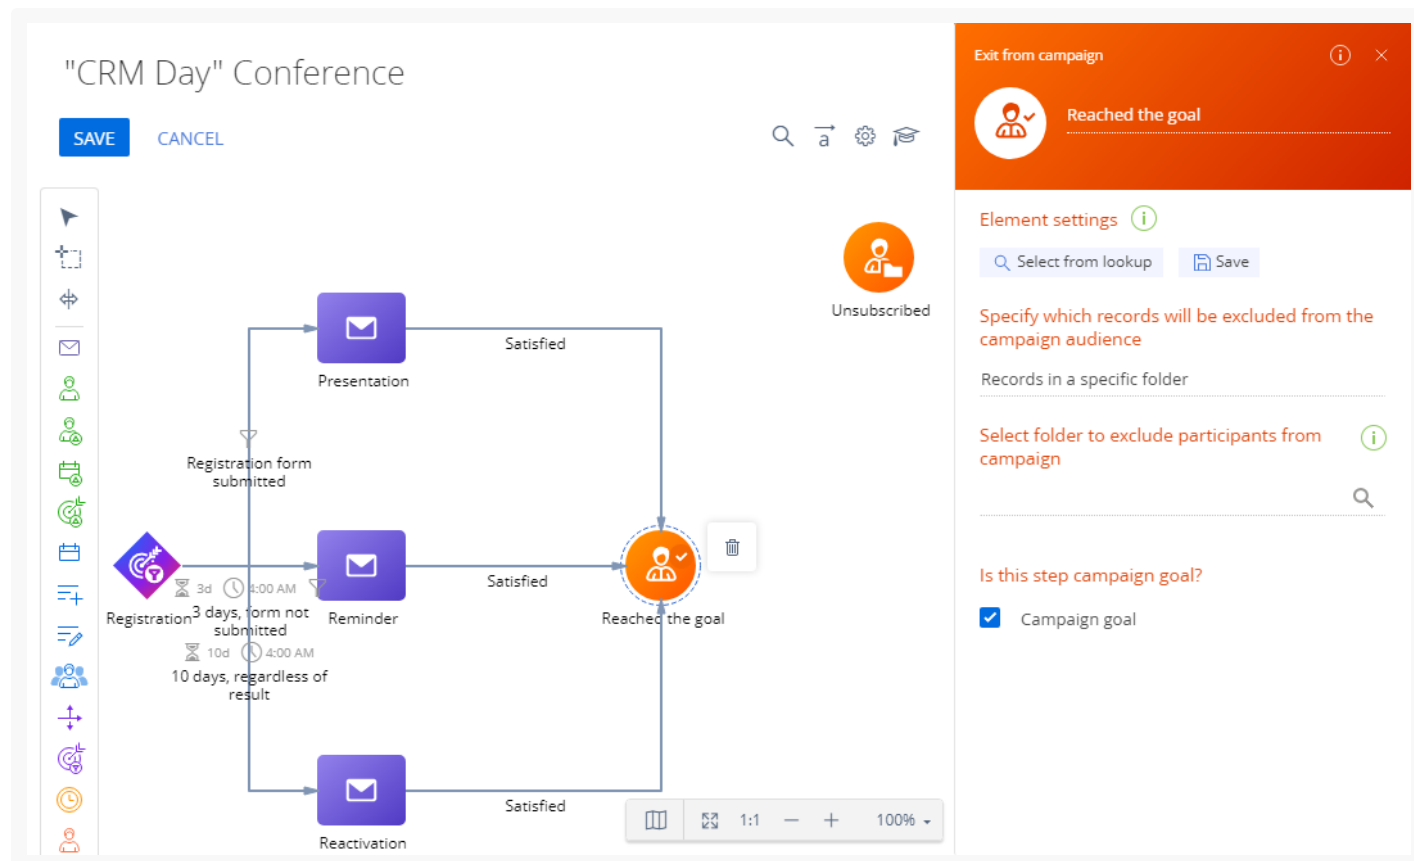 "CRM Day" Conference
SAVE
CANCEL
a
Unsubscribed
Presentation
Satisfied
Registration form
submitted
3d
4:00 AM
Registration
3 days, form not
submitted
Reminder
Satisfied
Reached the goal
10d
4:00 AM
10 days, regardless of
result
Reactivation
Satisfied
1:1
100%
Exit from campaign
Reached the goal
Element settings
Select from lookup
Save
Specify which records will be excluded from the
campaign audience
Records in a specific folder
Select folder to exclude participants from
campaign
Is this step campaign goal?
Campaign goal